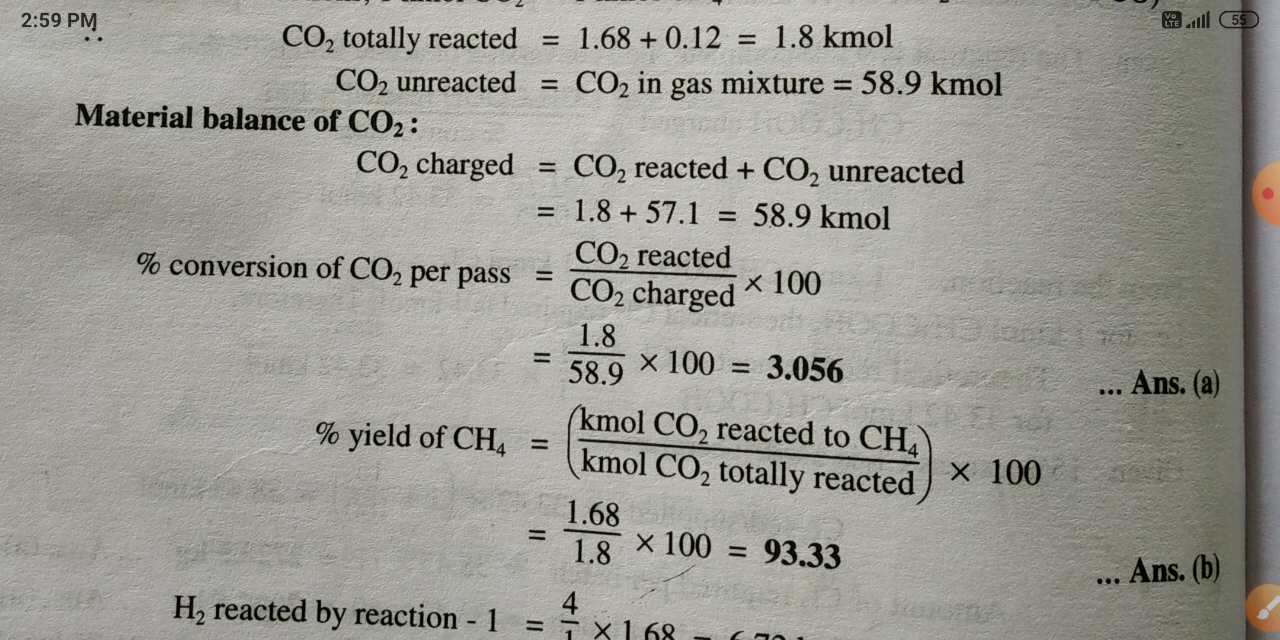 2:59 PM
Vo LTE 55
CO₂ totally reacted = 1.68 + 0.12 = 1.8 kmol
CO₂ unreacted = CO₂ in gas mixture = 58.9 kmol
Material balance of CO₂ :
CO₂ charged = CO₂ reacted + CO₂ unreacted
= 1.8 + 57.1 = 58.9 kmol
% conversion of CO₂ per pass = CO₂ reacted / CO₂ charged × 100
= 1.8 / 58.9 × 100 = 3.056 ... Ans. (a)
% yield of CH₄ = (kmol CO₂ reacted to CH₄ / kmol CO₂ totally reacted) × 100
= 1.68 / 1.8 × 100 = 93.33 ... Ans. (b)
H₂ reacted by reaction - 1 = 4 / 1 × 1.68 =